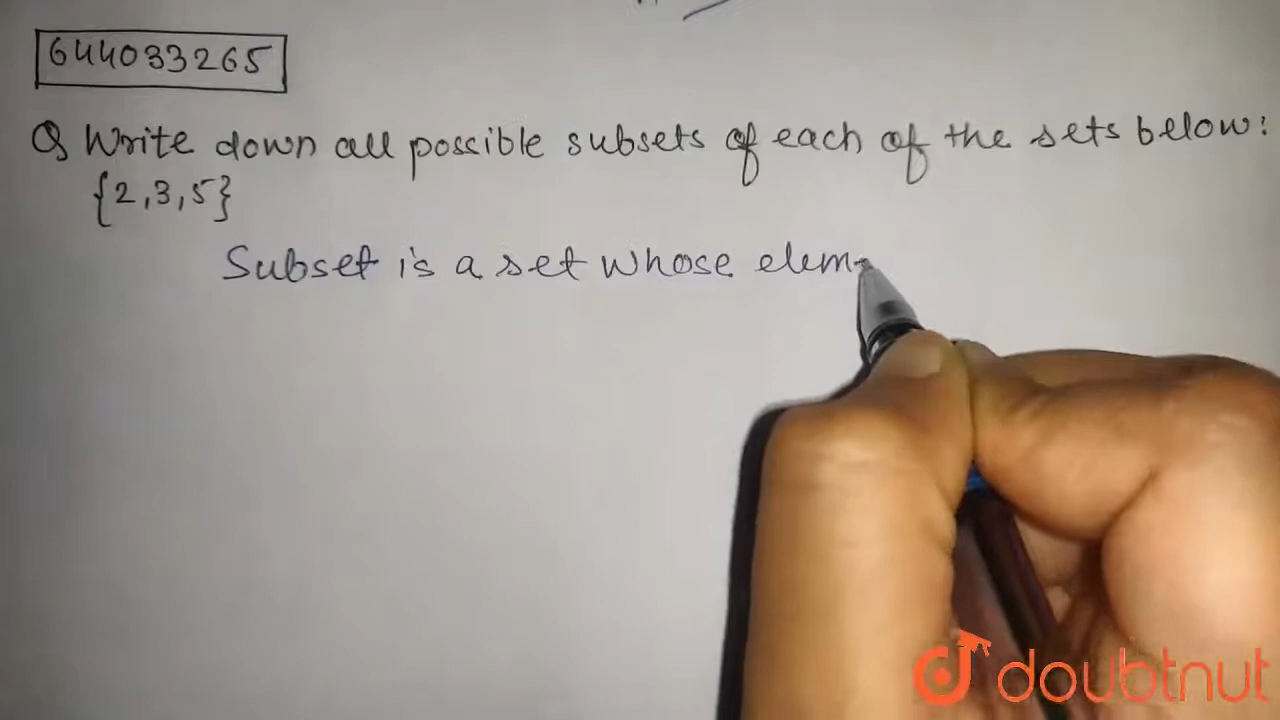 644033265
Q Write down all possible subsets of each of the sets below:
{2,3,5}
Subset is a set whose elem
doubtnut